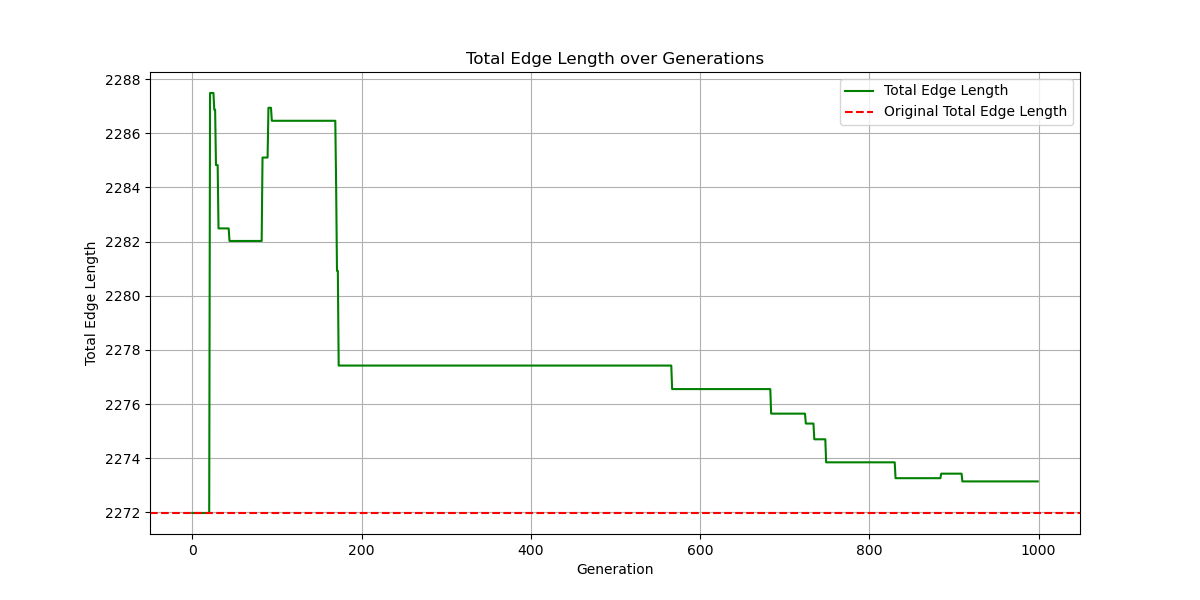 Total Edge Length over Generations
Total Edge Length
Original Total Edge Length
Total Edge Length
2288
2286
2284
2282
2280
2278
2276
2274
2272
0 200 400 600 800 1000
Generation